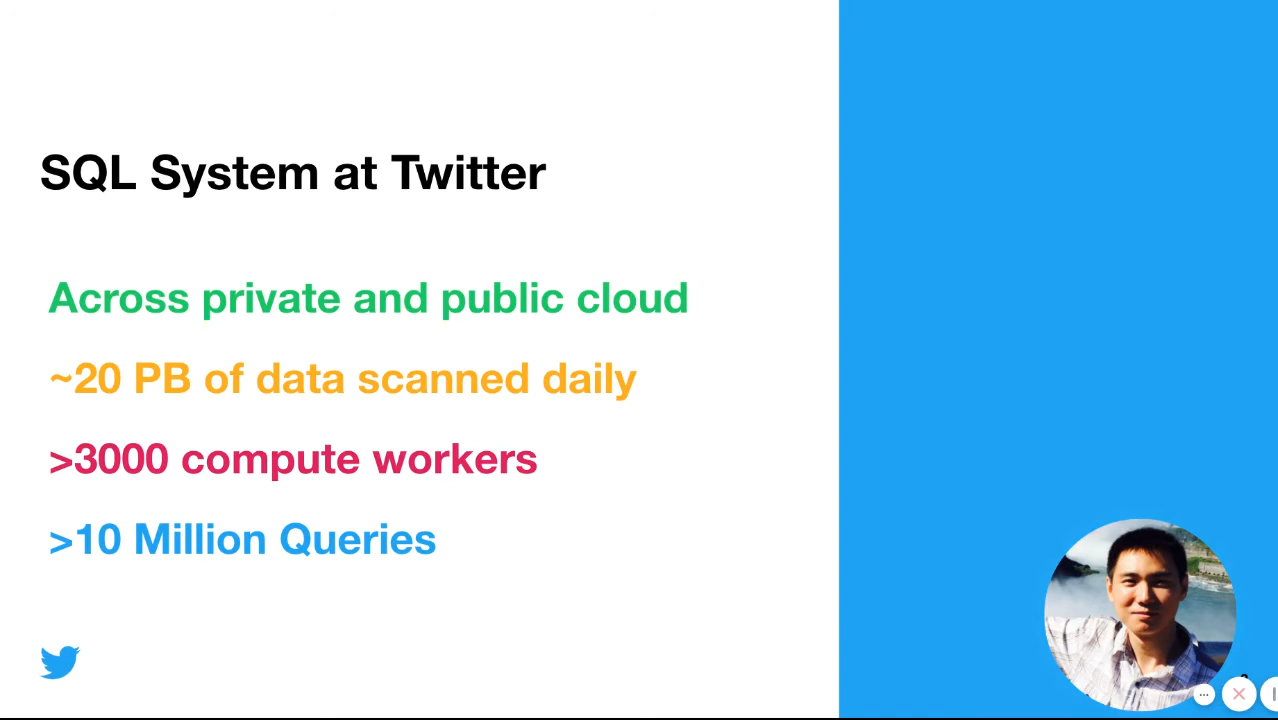 SQL System at Twitter
Across private and public cloud
~20 PB of data scanned daily
>3000 compute workers
>10 Million Queries